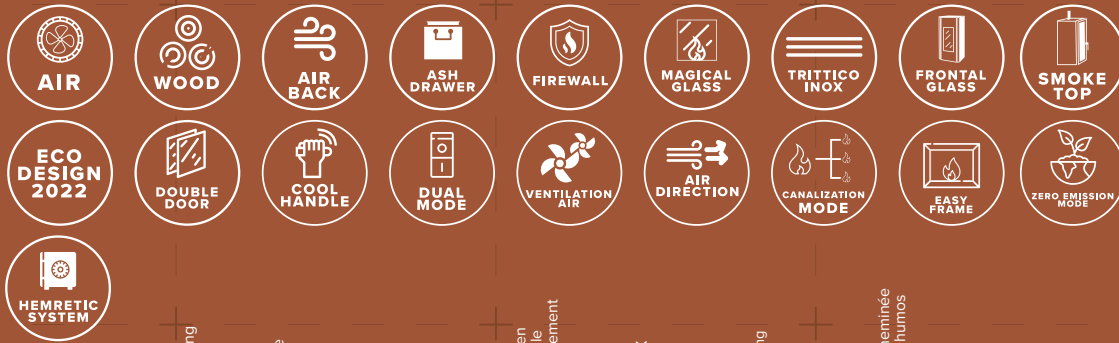 AIR
WOOD
AIR
BACK
ASH
DRAWER
FIREWALL
MAGICAL
GLASS
TRITTICO
INOX
FRONTAL
GLASS
SMOKE
TOP
ECO
DESIGN
2022
DOUBLE
DOOR
COOL
HANDLE
DUAL
MODE
VENTILATION
AIR
AIR
DIRECTION
CANALIZATION
MODE
EASY
FRAME
ZERO EMISSION
MODE
HEMRETIC
SYSTEM